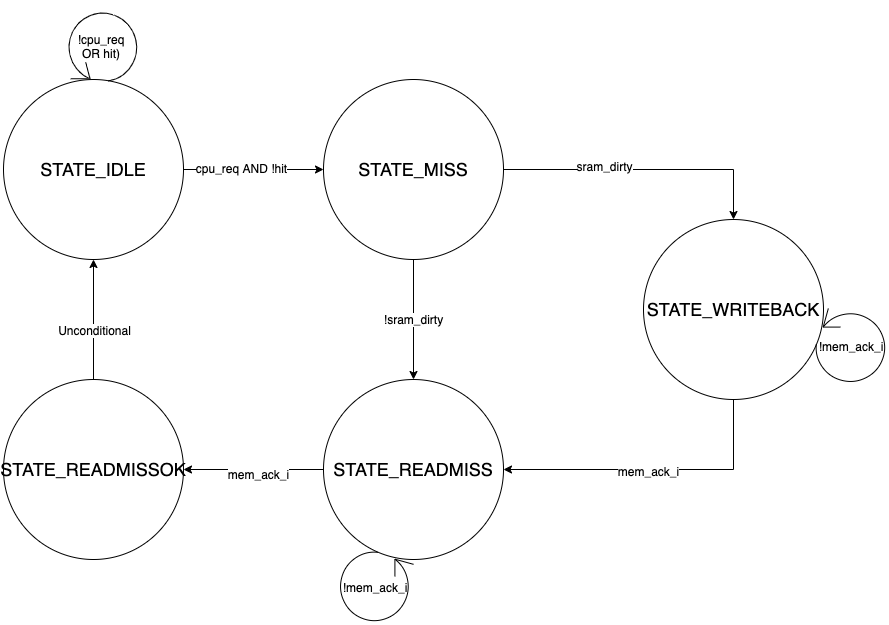 !cpu_req
OR hit)
STATE_IDLE
cpu_req AND !hit
STATE_MISS
sram_dirty
STATE_WRITEBACK
!mem_ack_i
!sram_dirty
Unconditional
STATE_READMISSOK
mem_ack_i
STATE_READMISS
mem_ack_i
!mem_ack_i